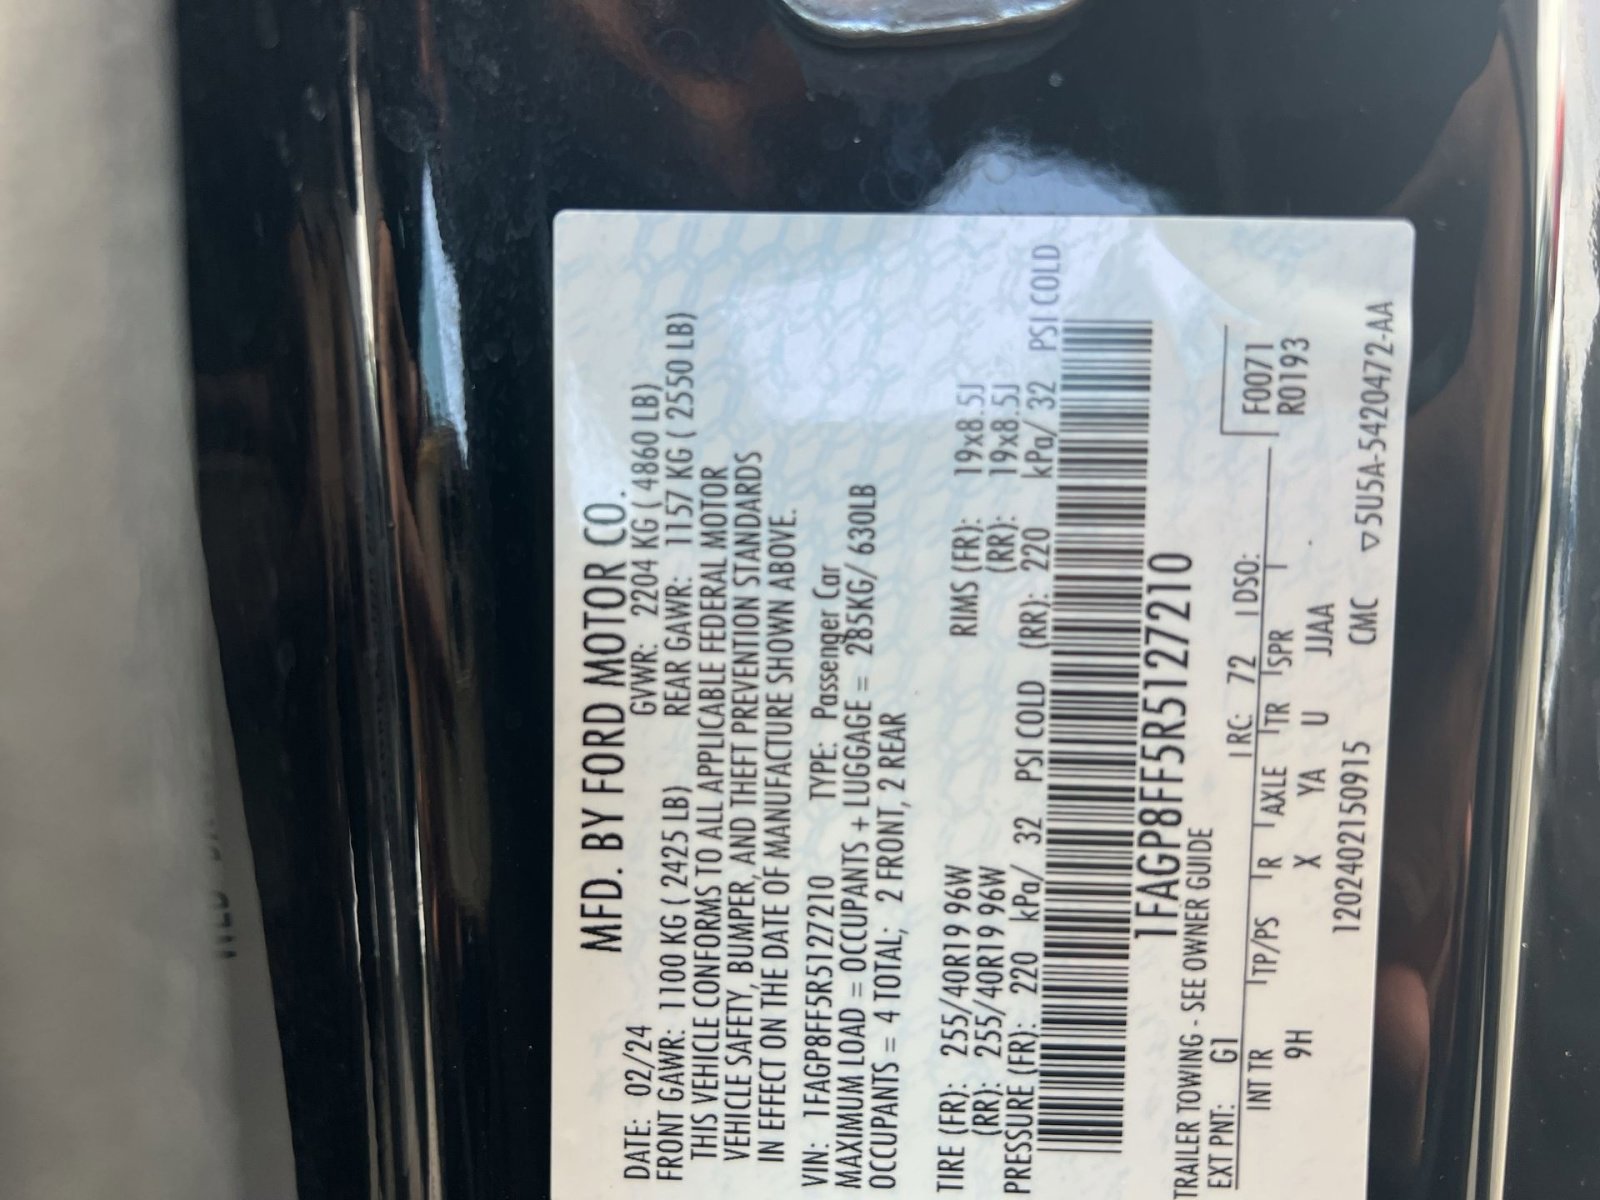 MFD. BY FORD MOTOR CO.
DATE: 02/24 GVWR: 2204 KG ( 4860 LB)
FRONT GAWR: 1100 KG ( 2425 LB) REAR GAWR: 1157 KG ( 2550 LB)
THIS VEHICLE CONFORMS TO ALL APPLICABLE FEDERAL MOTOR
VEHICLE SAFETY, BUMPER, AND THEFT PREVENTION STANDARDS
IN EFFECT ON THE DATE OF MANUFACTURE SHOWN ABOVE.
VIN: 1FAGP8FF5R5127210 TYPE: Passenger Car
MAXIMUM LOAD = OCCUPANTS + LUGGAGE = 285KG/ 630LB
OCCUPANTS = 4 TOTAL; 2 FRONT, 2 REAR
TIRE (FR): 255/40R19 96W RIMS (FR): 19x8.5J
(RR): 255/40R19 96W (RR): 19x8.5J
PRESSURE (FR): 220 kPa/ 32 PSI COLD (RR): 220 kPa/ 32 PSI COLD
1FAGP8FF5R5127210
TRAILER TOWING - SEE OWNER GUIDE
EXT PNT: G1 RC: 72 DSO: F0071
INT TR TP/PS R AXLE TR SPR R0193
9H X YA U JJAA
1202402150915 CMC ▽5U5A-5420472-AA